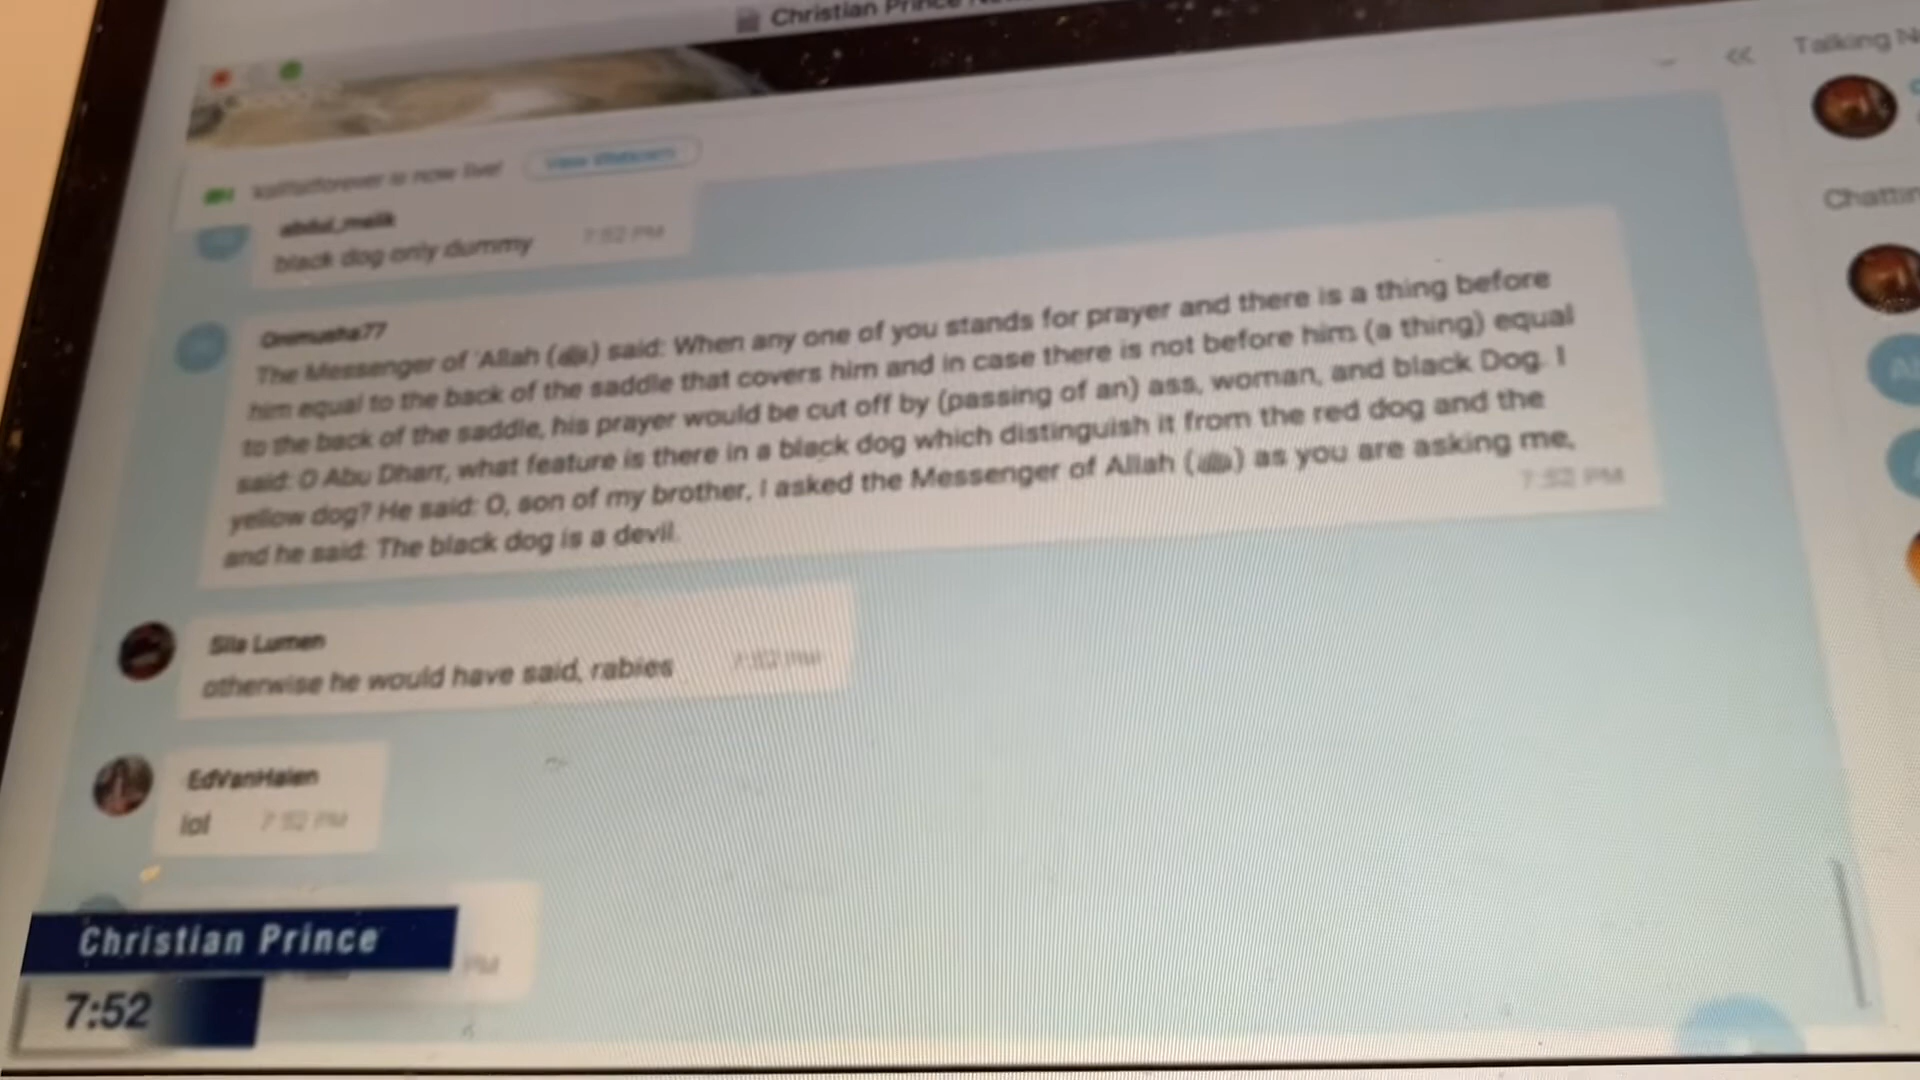 Christian Prince
is now live!
abdul_malik
black dog only dummy 7:52 PM
The Messenger of 'Allah (ﷺ) said: When any one of you stands for prayer and there is a thing before
him equal to the back of the saddle that covers him and in case there is not before him (a thing) equal
to the back of the saddle, his prayer would be cut off by (passing of an) ass, woman, and black Dog. I
said: O Abu Dharr, what feature is there in a black dog which distinguish it from the red dog and the
yellow dog? He said: O, son of my brother, I asked the Messenger of Allah (ﷺ) as you are asking me,
and he said: The black dog is a devil.
7:52 PM
Sila Lumen
otherwise he would have said, rabies 7:52 PM
EdVanHalen
lol 7:52 PM
PM
Christian Prince
7:52
Talking